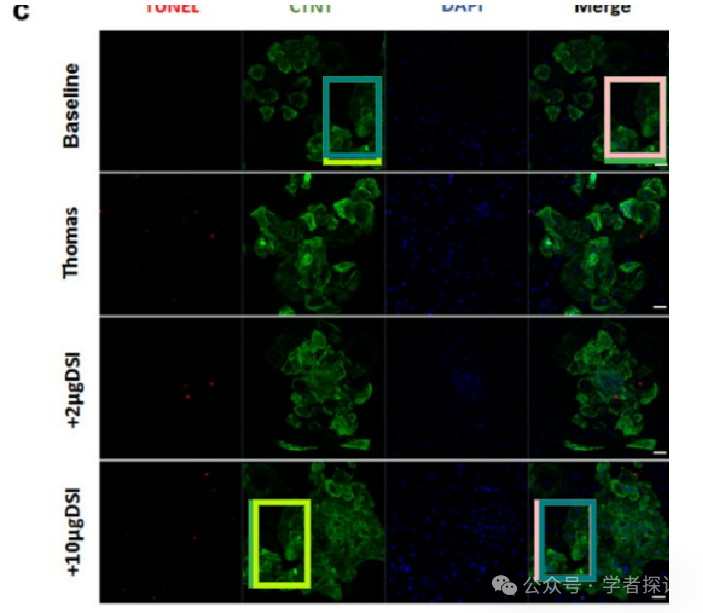 C
TUNEL CTNT DAPI Merge
Baseline
Thomas
+2μgDSI
+10μgDSI
公众号 · 学者探